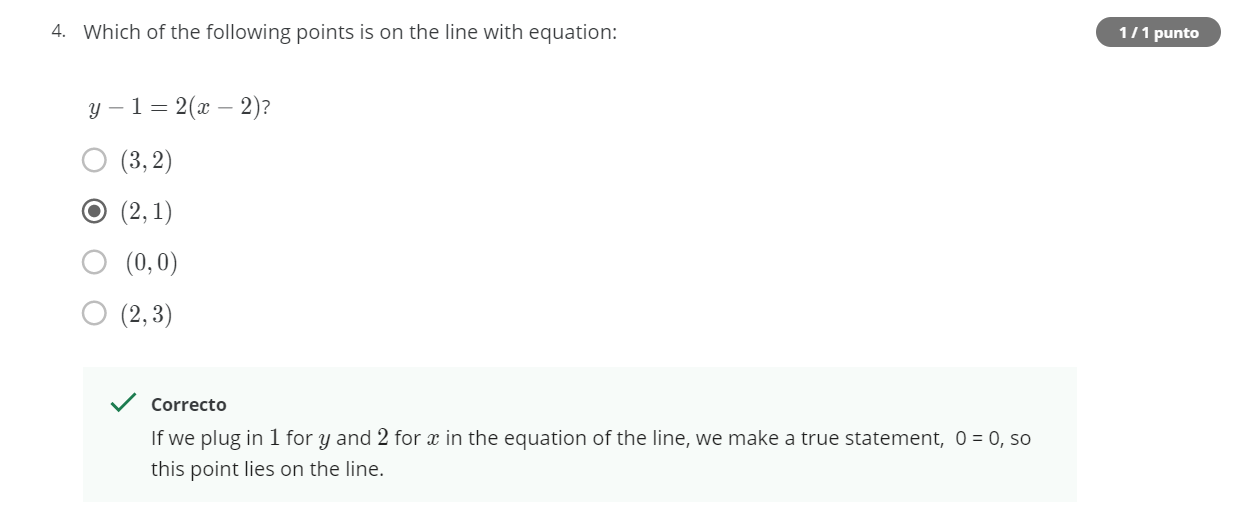 4. Which of the following points is on the line with equation:
1 / 1 punto
y − 1 = 2(x − 2)?
(3, 2)
(2, 1)
(0, 0)
(2, 3)
Correcto
If we plug in 1 for y and 2 for x in the equation of the line, we make a true statement, 0 = 0, so
this point lies on the line.